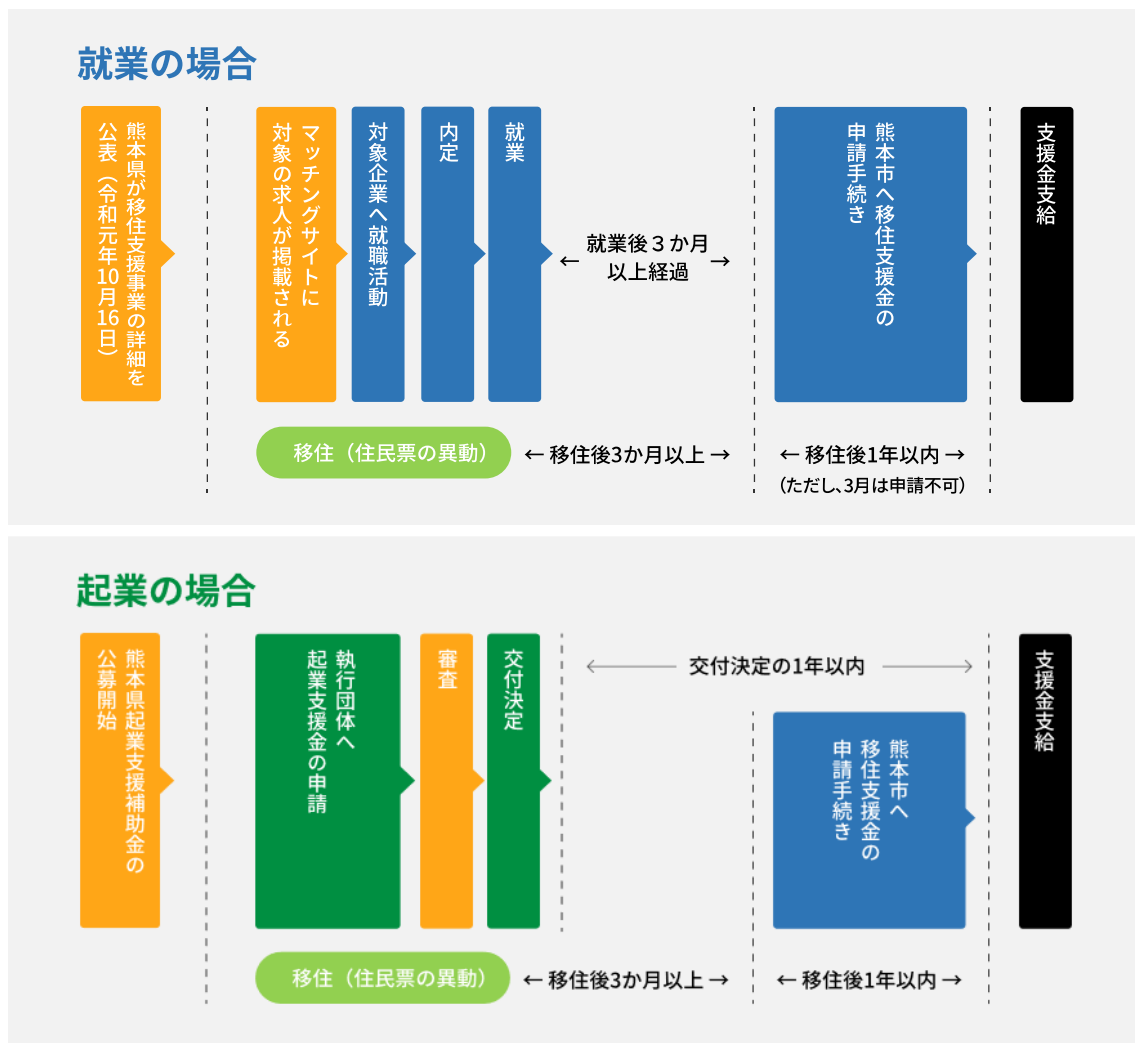 就業の場合
熊本県が移住支援事業の詳細を
公表（令和元年10月16日）
マッチングサイトに
対象の求人が掲載される
対象企業へ就職活動
内定
就業
← 就業後３か月 →
以上経過
熊本市へ移住支援金の
申請手続き
支援金支給
移住（住民票の異動）
← 移住後3か月以上 →
← 移住後1年以内 →
（ただし、3月は申請不可）
起業の場合
熊本県起業支援補助金の
公募開始
執行団体へ
起業支援金の申請
審査
交付決定
← 交付決定の1年以内 →
熊本市へ
移住支援金の
申請手続き
支援金支給
移住（住民票の異動）
← 移住後3か月以上 →
← 移住後1年以内 →